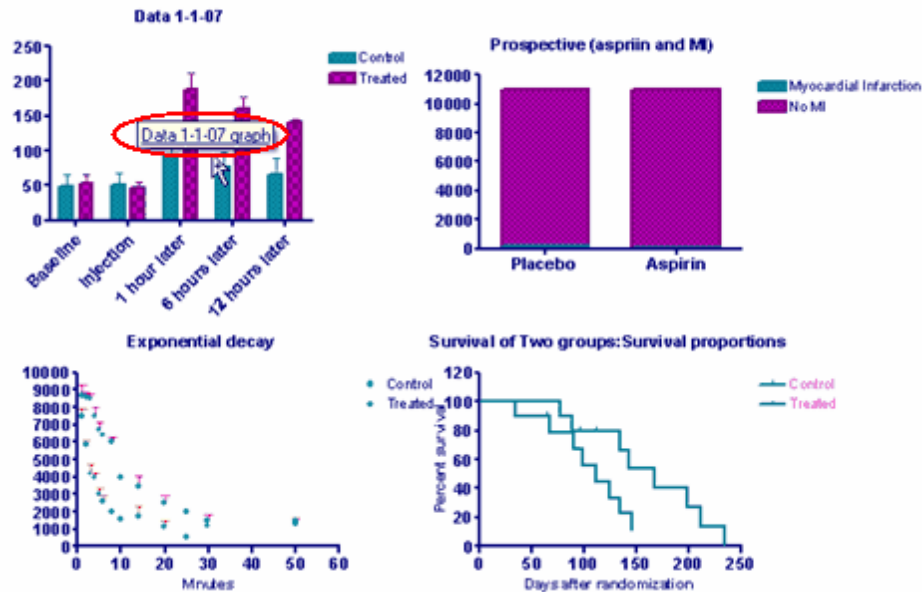 Data 1-1-07
Control
Treated
250
200
150
100
50
0
Data 1-1-07 graph
Baseline
Injection
1 hour later
6 hours later
12 hours later
Prospective (aspriin and MI)
Myocardial Infarction
No MI
12000
10000
8000
6000
4000
2000
0
Placebo
Aspirin
Exponential decay
Control
Treated
10000
9000
8000
7000
6000
5000
4000
3000
2000
1000
0
0 10 20 30 40 50 60
Minutes
Survival of Two groups:Survival proportions
Control
Treated
Percent survival
120
100
80
60
40
20
0
0 50 100 150 200 250
Days after randomization